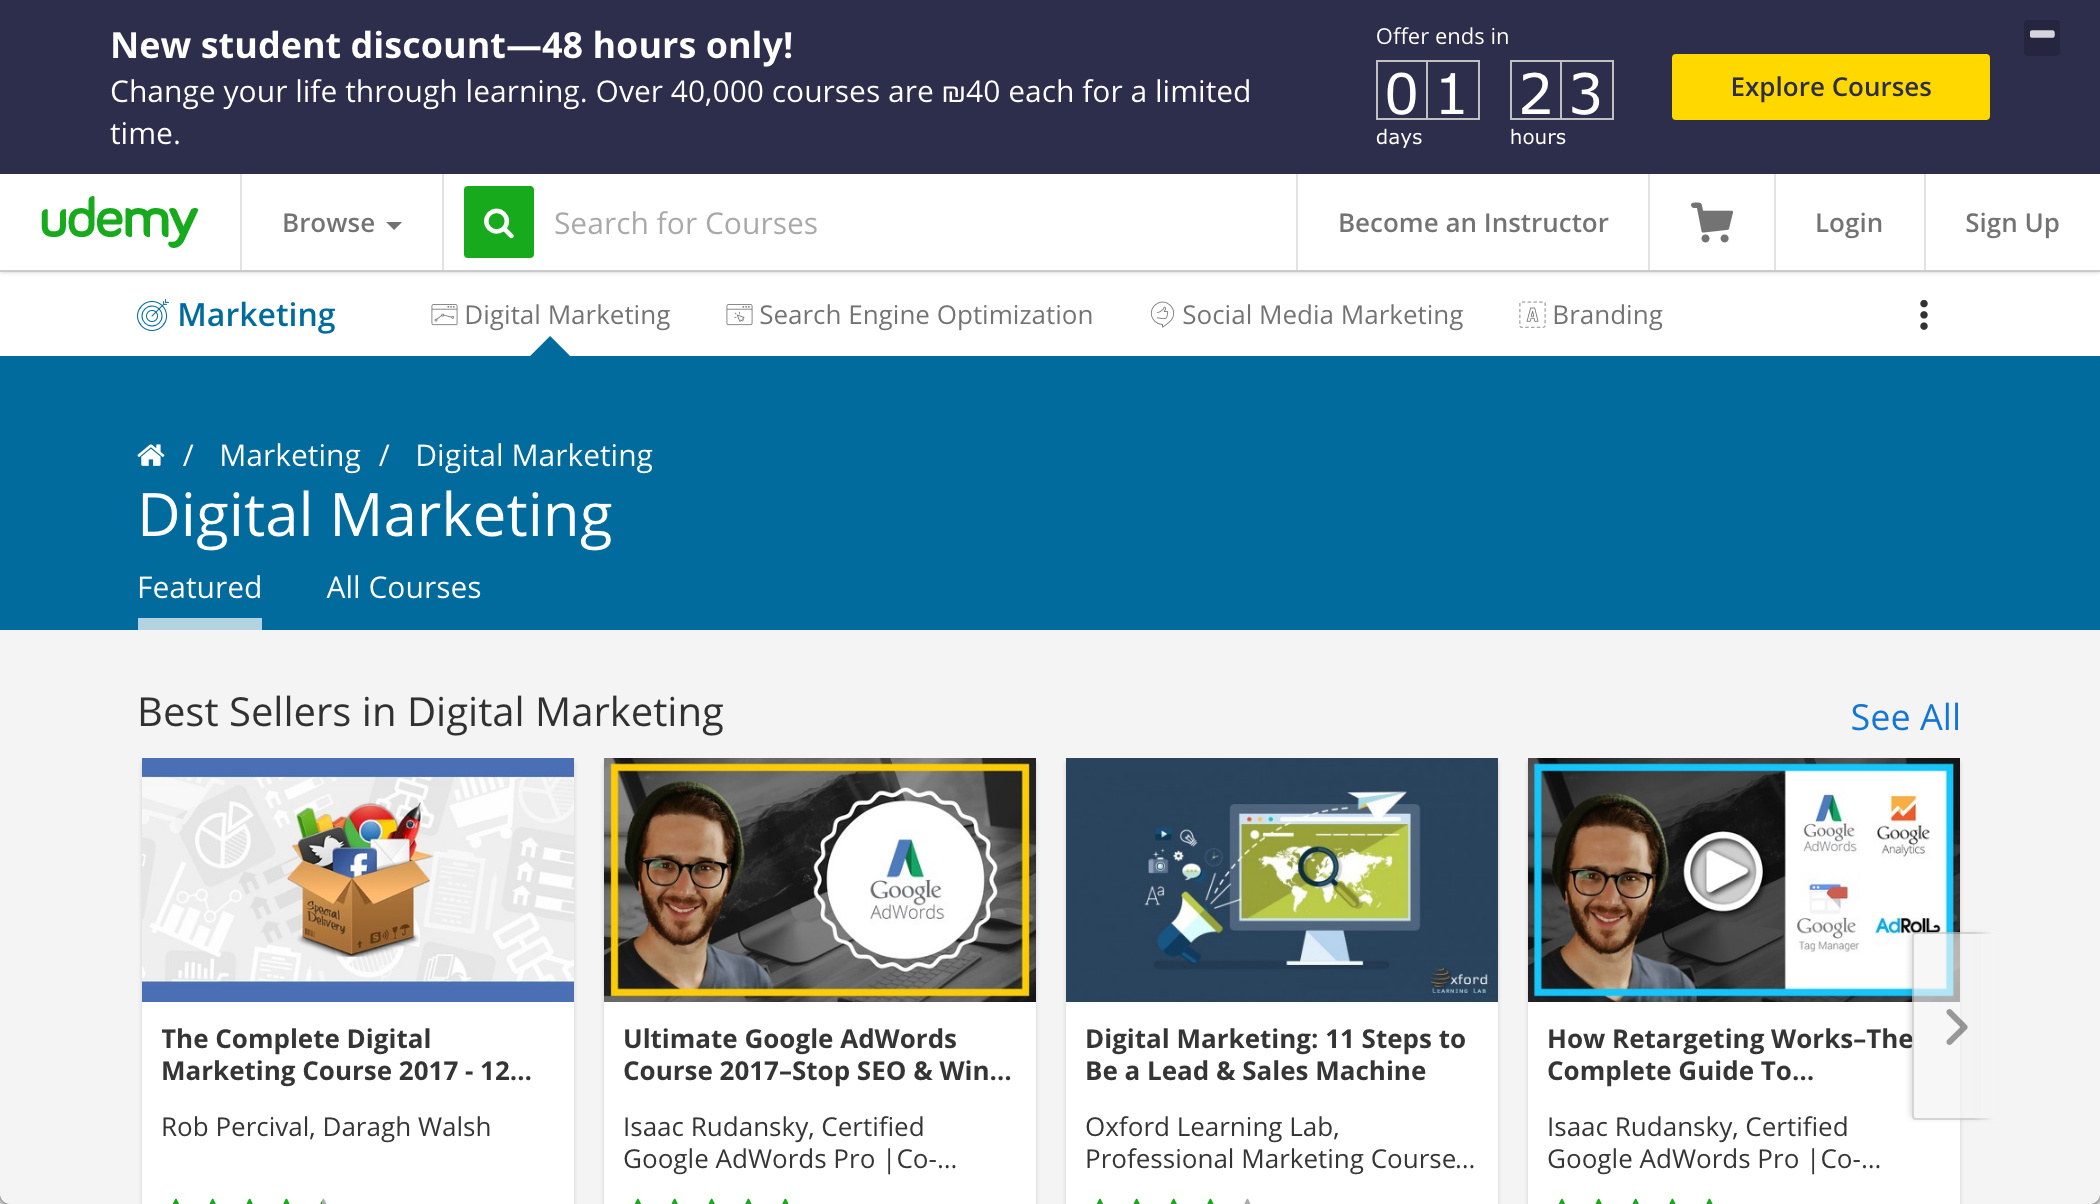 New student discount—48 hours only!
Change your life through learning. Over 40,000 courses are ₪40 each for a limited
time.
Offer ends in
01 23
days hours
Explore Courses
udemy
Browse
Search for Courses
Become an Instructor
Login
Sign Up
Marketing
Digital Marketing
Search Engine Optimization
Social Media Marketing
Branding
/ Marketing / Digital Marketing
Digital Marketing
Featured
All Courses
Best Sellers in Digital Marketing
See All
Special
Delivery
The Complete Digital
Marketing Course 2017 - 12...
Rob Percival, Daragh Walsh
Google
AdWords
Ultimate Google AdWords
Course 2017–Stop SEO & Win...
Isaac Rudansky, Certified
Google AdWords Pro |Co-...
Aa
Oxford
LEARNING LAB
Digital Marketing: 11 Steps to
Be a Lead & Sales Machine
Oxford Learning Lab,
Professional Marketing Course...
Google
AdWords
Google
Analytics
Google
Tag Manager
AdRoll
How Retargeting Works–The
Complete Guide To...
Isaac Rudansky, Certified
Google AdWords Pro |Co-...